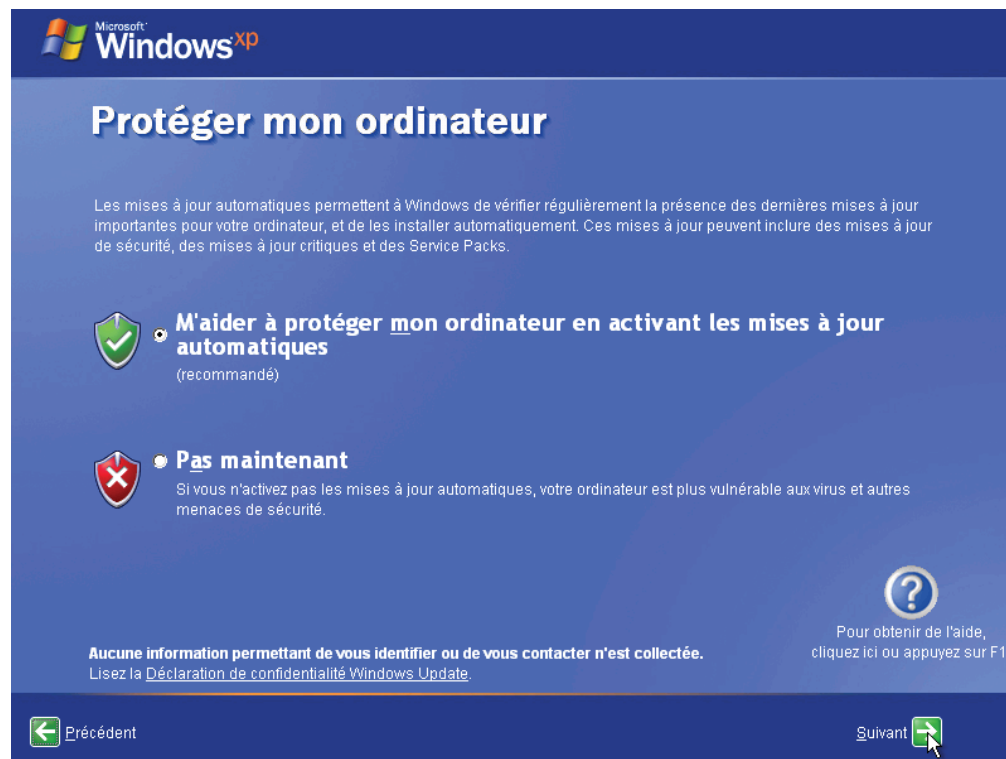 Microsoft
Windows xp
Protéger mon ordinateur
Les mises à jour automatiques permettent à Windows de vérifier régulièrement la présence des dernières mises à jour
importantes pour votre ordinateur, et de les installer automatiquement. Ces mises à jour peuvent inclure des mises à jour
de sécurité, des mises à jour critiques et des Service Packs.
M'aider à protéger mon ordinateur en activant les mises à jour
automatiques
(recommandé)
Pas maintenant
Si vous n'activez pas les mises à jour automatiques, votre ordinateur est plus vulnérable aux virus et autres
menaces de sécurité.
Pour obtenir de l'aide,
cliquez ici ou appuyez sur F1
Aucune information permettant de vous identifier ou de vous contacter n'est collectée.
Lisez la Déclaration de confidentialité Windows Update.
Précédent
Suivant